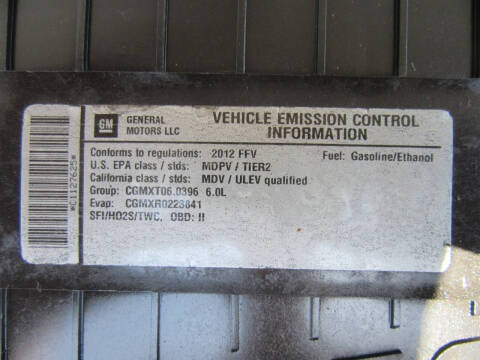 GM
GENERAL
MOTORS LLC
VEHICLE EMISSION CONTROL
INFORMATION
Conforms to regulations: 2012 FFV Fuel: Gasoline/Ethanol
U.S. EPA class / stds: MDPV / TIER2
California class / stds: MDV / ULEV qualified
Group: CGMXT06.0396 6.0L
Evap: CGMXR0223841
SFI/HO2S/TWC, OBD: II
*C1127625*